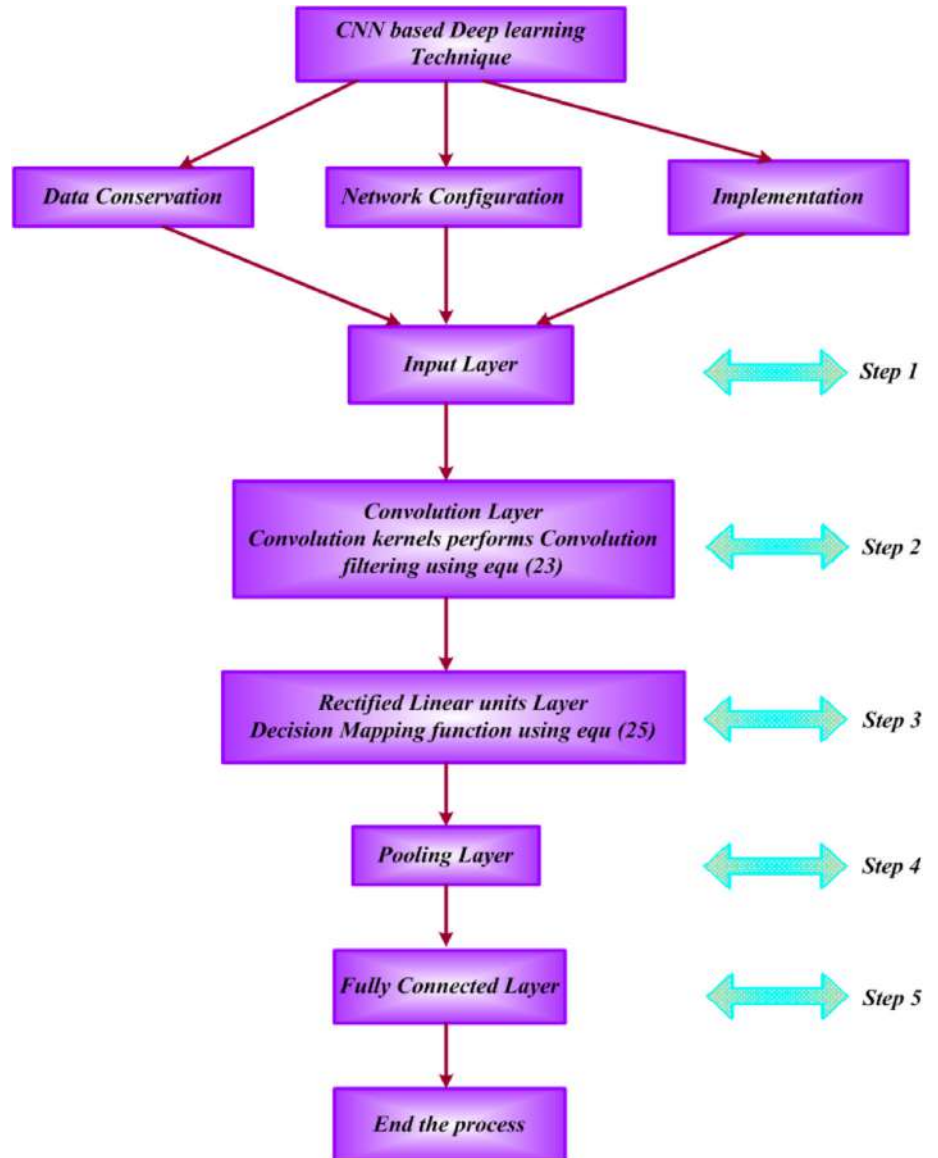 CNN based Deep learning
Technique
Data Conservation
Network Configuration
Implementation
Input Layer
Step 1
Convolution Layer
Convolution kernels performs Convolution
filtering using equ (23)
Step 2
Rectified Linear units Layer
Decision Mapping function using equ (25)
Step 3
Pooling Layer
Step 4
Fully Connected Layer
Step 5
End the process